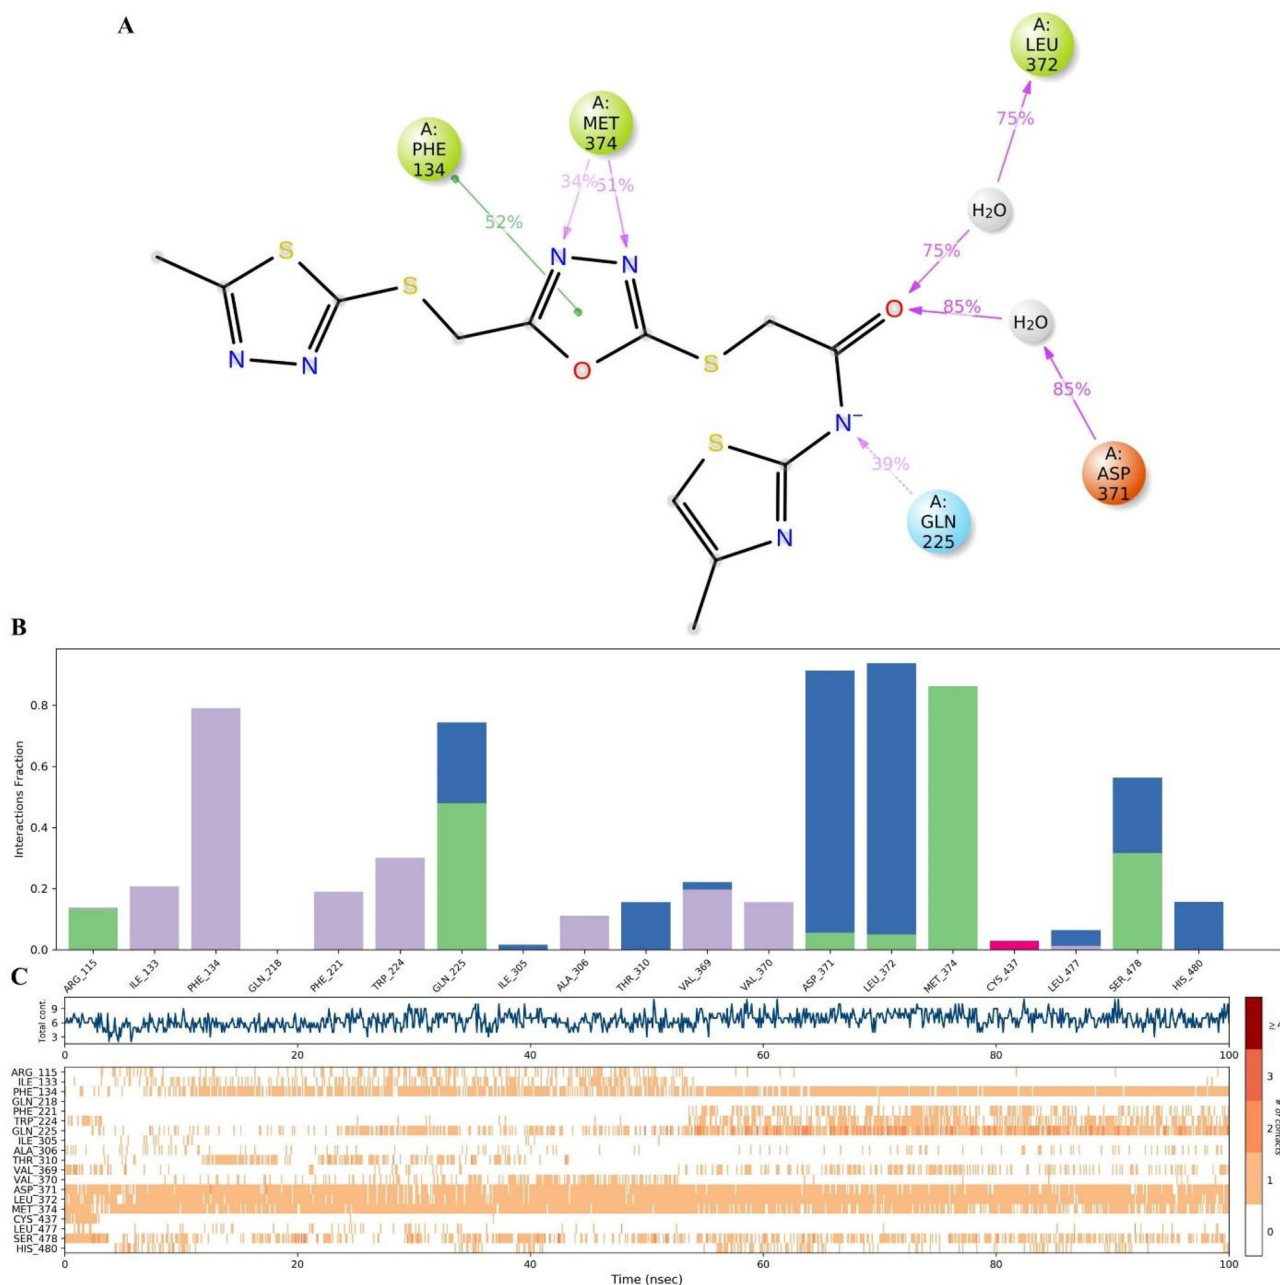 A
A:
LEU
372
A:
PHE
134
A:
MET
374
75%
34%
51%
52%
H₂O
75%
85%
H₂O
85%
S
S
N
N
N
N
O
S
O
N⁻
39%
S
N
A:
ASP
371
A:
GLN
225
B
Interactions Fraction
0.8
0.6
0.4
0.2
0.0
ARG_115
ILE_133
PHE_134
GLN_218
PHE_221
TRP_224
GLN_225
ILE_305
ALA_306
THR_310
VAL_369
VAL_370
ASP_371
LEU_372
MET_374
CYS_437
LEU_477
SER_478
HIS_480
C
Total cont.
9
6
3
0 20 40 60 80 100
ARG_115
ILE_133
PHE_134
GLN_218
PHE_221
TRP_224
GLN_225
ILE_305
ALA_306
THR_310
VAL_369
VAL_370
ASP_371
LEU_372
MET_374
CYS_437
LEU_477
SER_478
HIS_480
0 20 40 60 80 100
Time (nsec)
≥4
3
2
1
0
# of contacts